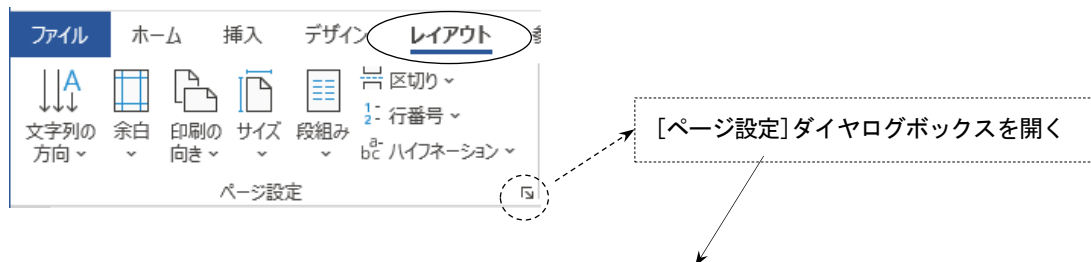 ファイル ホーム 挿入 デザイン レイアウト
文字列の方向
余白
印刷の向き
サイズ
段組み
区切り
行番号
ハイフネーション
ページ設定
[ページ設定]ダイヤログボックスを開く